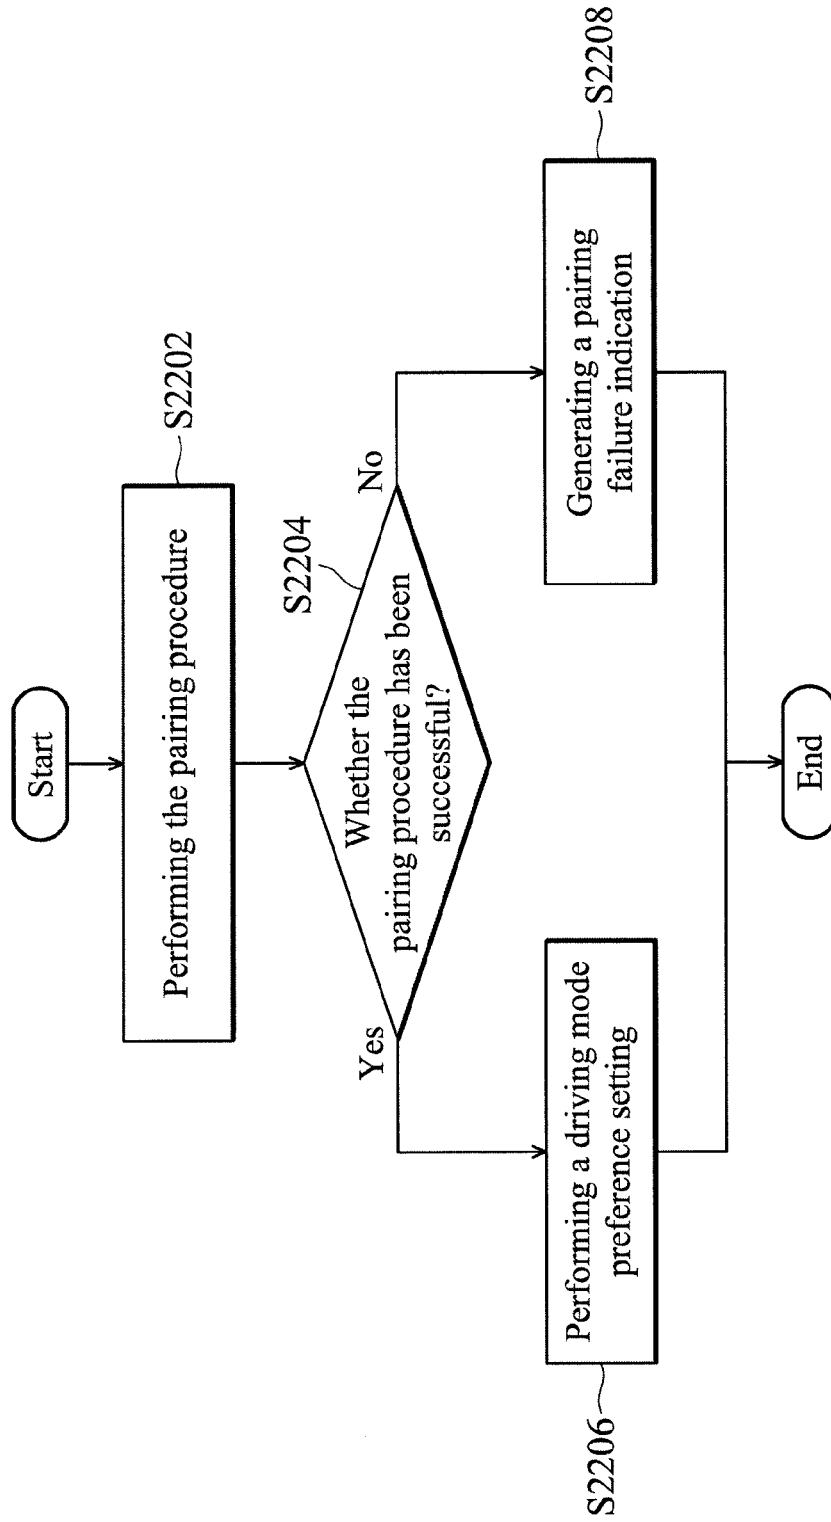 Start
Performing the pairing procedure
S2202
S2204
Whether the
pairing procedure has been
successful?
Yes
No
Performing a driving mode
preference setting
S2206
Generating a pairing
failure indication
S2208
End